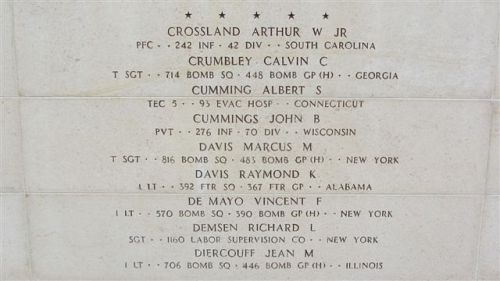 CROSSLAND ARTHUR W JR
PFC · · 242 INF · 42 DIV · · SOUTH CAROLINA
CRUMBLEY CALVIN C
T SGT · · 714 BOMB SQ · 448 BOMB GP (H) · · GEORGIA
CUMMING ALBERT S
TEC 5 · · 93 EVAC HOSP · · CONNECTICUT
CUMMINGS JOHN B
PVT · · 276 INF · 70 DIV · · WISCONSIN
DAVIS MARCUS M
T SGT · · 816 BOMB SQ · 483 BOMB GP (H) · · NEW YORK
DAVIS RAYMOND K
1 LT · · 392 FTR SQ · 367 FTR GP · · ALABAMA
DE MAYO VINCENT F
1 LT · · 570 BOMB SQ · 390 BOMB GP (H) · · NEW YORK
DEMSEN RICHARD L
SGT · · 1160 LABOR SUPERVISION CO · · NEW YORK
DIERCOUFF JEAN M
1 LT · · 706 BOMB SQ · 446 BOMB GP (H) · · ILLINOIS